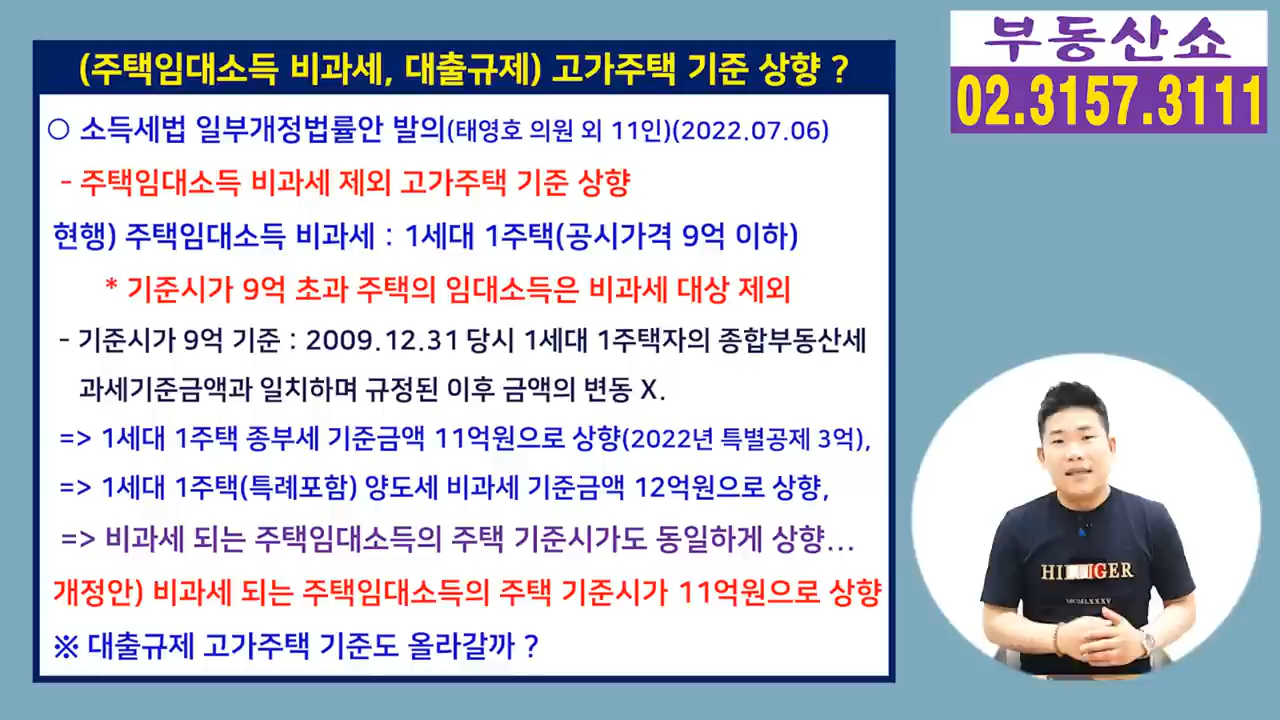 부동산쇼
02.3157.3111
(주택임대소득 비과세, 대출규제) 고가주택 기준 상향 ?
○ 소득세법 일부개정법률안 발의(태영호 의원 외 11인)(2022.07.06)
- 주택임대소득 비과세 제외 고가주택 기준 상향
현행) 주택임대소득 비과세 : 1세대 1주택(공시가격 9억 이하)
* 기준시가 9억 초과 주택의 임대소득은 비과세 대상 제외
- 기준시가 9억 기준 : 2009.12.31 당시 1세대 1주택자의 종합부동산세
과세기준금액과 일치하며 규정된 이후 금액의 변동 X.
=> 1세대 1주택 종부세 기준금액 11억원으로 상향(2022년 특별공제 3억),
=> 1세대 1주택(특례포함) 양도세 비과세 기준금액 12억원으로 상향,
=> 비과세 되는 주택임대소득의 주택 기준시가도 동일하게 상향...
개정안) 비과세 되는 주택임대소득의 주택 기준시가 11억원으로 상향
※ 대출규제 고가주택 기준도 올라갈까 ?
HILFIGER
MCMLXXXV